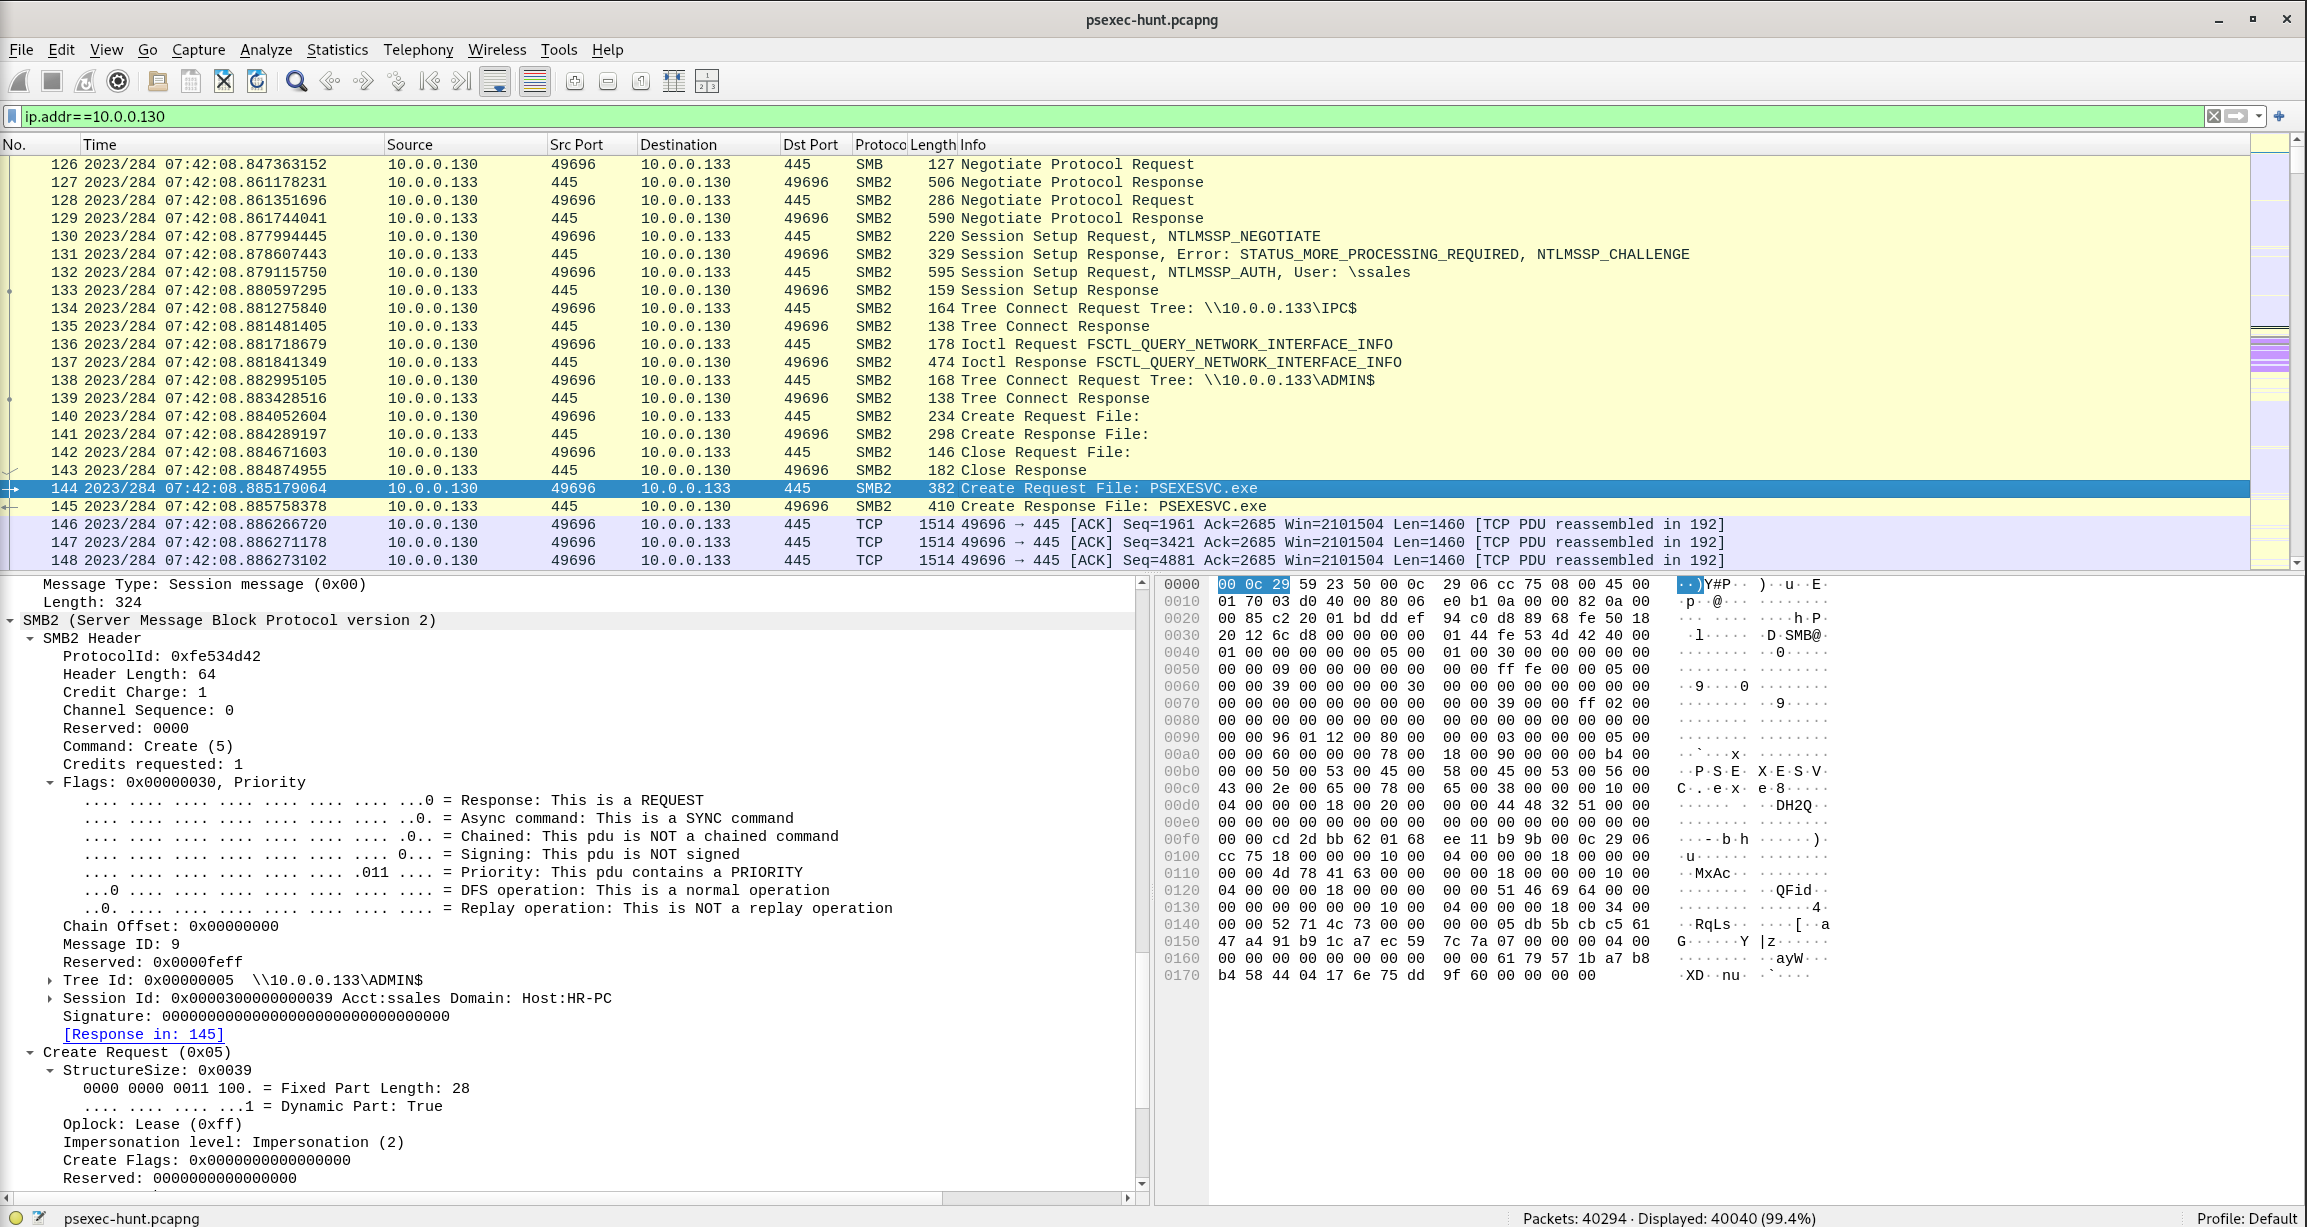 psexec-hunt.pcapng
File Edit View Go Capture Analyze Statistics Telephony Wireless Tools Help
ip.addr==10.0.0.130
No. Time Source Src Port Destination Dst Port Protoco Length Info
126 2023/284 07:42:08.847363152 10.0.0.130 49696 10.0.0.133 445 SMB 127 Negotiate Protocol Request
127 2023/284 07:42:08.861178231 10.0.0.133 445 10.0.0.130 49696 SMB2 506 Negotiate Protocol Response
128 2023/284 07:42:08.861351696 10.0.0.130 49696 10.0.0.133 445 SMB2 286 Negotiate Protocol Request
129 2023/284 07:42:08.861744041 10.0.0.133 445 10.0.0.130 49696 SMB2 590 Negotiate Protocol Response
130 2023/284 07:42:08.877994445 10.0.0.130 49696 10.0.0.133 445 SMB2 220 Session Setup Request, NTLMSSP_NEGOTIATE
131 2023/284 07:42:08.878607443 10.0.0.133 445 10.0.0.130 49696 SMB2 329 Session Setup Response, Error: STATUS_MORE_PROCESSING_REQUIRED, NTLMSSP_CHALLENGE
132 2023/284 07:42:08.879115750 10.0.0.130 49696 10.0.0.133 445 SMB2 595 Session Setup Request, NTLMSSP_AUTH, User: \ssales
133 2023/284 07:42:08.880597295 10.0.0.133 445 10.0.0.130 49696 SMB2 159 Session Setup Response
134 2023/284 07:42:08.881275840 10.0.0.130 49696 10.0.0.133 445 SMB2 164 Tree Connect Request Tree: \\10.0.0.133\IPC$
135 2023/284 07:42:08.881481405 10.0.0.133 445 10.0.0.130 49696 SMB2 138 Tree Connect Response
136 2023/284 07:42:08.881718679 10.0.0.130 49696 10.0.0.133 445 SMB2 178 Ioctl Request FSCTL_QUERY_NETWORK_INTERFACE_INFO
137 2023/284 07:42:08.881841349 10.0.0.133 445 10.0.0.130 49696 SMB2 474 Ioctl Response FSCTL_QUERY_NETWORK_INTERFACE_INFO
138 2023/284 07:42:08.882995105 10.0.0.130 49696 10.0.0.133 445 SMB2 168 Tree Connect Request Tree: \\10.0.0.133\ADMIN$
139 2023/284 07:42:08.883428516 10.0.0.133 445 10.0.0.130 49696 SMB2 138 Tree Connect Response
140 2023/284 07:42:08.884052604 10.0.0.130 49696 10.0.0.133 445 SMB2 234 Create Request File:
141 2023/284 07:42:08.884289197 10.0.0.133 445 10.0.0.130 49696 SMB2 298 Create Response File:
142 2023/284 07:42:08.884671603 10.0.0.130 49696 10.0.0.133 445 SMB2 146 Close Request File:
143 2023/284 07:42:08.884874955 10.0.0.133 445 10.0.0.130 49696 SMB2 182 Close Response
144 2023/284 07:42:08.885179064 10.0.0.130 49696 10.0.0.133 445 SMB2 382 Create Request File: PSEXESVC.exe
145 2023/284 07:42:08.885758378 10.0.0.133 445 10.0.0.130 49696 SMB2 410 Create Response File: PSEXESVC.exe
146 2023/284 07:42:08.886266720 10.0.0.130 49696 10.0.0.133 445 TCP 1514 49696 → 445 [ACK] Seq=1961 Ack=2685 Win=2101504 Len=1460 [TCP PDU reassembled in 192]
147 2023/284 07:42:08.886271178 10.0.0.130 49696 10.0.0.133 445 TCP 1514 49696 → 445 [ACK] Seq=3421 Ack=2685 Win=2101504 Len=1460 [TCP PDU reassembled in 192]
148 2023/284 07:42:08.886273102 10.0.0.130 49696 10.0.0.133 445 TCP 1514 49696 → 445 [ACK] Seq=4881 Ack=2685 Win=2101504 Len=1460 [TCP PDU reassembled in 192]
Message Type: Session message (0x00)
Length: 324
SMB2 (Server Message Block Protocol version 2)
SMB2 Header
ProtocolId: 0xfe534d42
Header Length: 64
Credit Charge: 1
Channel Sequence: 0
Reserved: 0000
Command: Create (5)
Credits requested: 1
Flags: 0x00000030, Priority
.... .... .... .... .... .... .... ...0 = Response: This is a REQUEST
.... .... .... .... .... .... .... ..0. = Async command: This is a SYNC command
.... .... .... .... .... .... .... .0.. = Chained: This pdu is NOT a chained command
.... .... .... .... .... .... .... 0... = Signing: This pdu is NOT signed
.... .... .... .... .... .... .011 .... = Priority: This pdu contains a PRIORITY
...0 .... .... .... .... .... .... .... = DFS operation: This is a normal operation
..0. .... .... .... .... .... .... .... = Replay operation: This is NOT a replay operation
Chain Offset: 0x00000000
Message ID: 9
Reserved: 0x0000feff
Tree Id: 0x00000005  \\10.0.0.133\ADMIN$
Session Id: 0x0000300000000039 Acct:ssales Domain: Host:HR-PC
Signature: 00000000000000000000000000000000
[Response in: 145]
Create Request (0x05)
StructureSize: 0x0039
0000 0000 0011 100. = Fixed Part Length: 28
.... .... .... ...1 = Dynamic Part: True
Oplock: Lease (0xff)
Impersonation level: Impersonation (2)
Create Flags: 0x0000000000000000
Reserved: 0000000000000000
0000 00 0c 29 59 23 50 00 0c 29 06 cc 75 08 00 45 00 ··)Y#P·· )··u··E·
0010 01 70 03 d0 40 00 80 06 e0 b1 0a 00 00 82 0a 00 ·p··@··· ········
0020 00 85 c2 20 01 bd dd ef 94 c0 d8 89 68 fe 50 18 ··· ···· ····h·P·
0030 20 12 6c d8 00 00 00 00 01 44 fe 53 4d 42 40 00  ·l····· ·D·SMB@·
0040 01 00 00 00 00 00 05 00 01 00 30 00 00 00 00 00 ········ ··0·····
0050 00 00 09 00 00 00 00 00 00 00 ff fe 00 00 05 00 ········ ········
0060 00 00 39 00 00 00 00 30 00 00 00 00 00 00 00 00 ··9····0 ········
0070 00 00 00 00 00 00 00 00 00 00 39 00 00 00 ff 02 00 ········ ··9·····
0080 00 00 00 00 00 00 00 00 00 00 00 00 00 00 00 00 ········ ········
0090 00 00 96 01 12 00 80 00 00 00 03 00 00 00 05 00 ········ ········
00a0 00 00 60 00 00 00 78 00 18 00 90 00 00 00 b4 00 ··`···x· ········
00b0 00 00 50 00 53 00 45 00 58 00 45 00 53 00 56 00 ··P·S·E· X·E·S·V·
00c0 43 00 2e 00 65 00 78 00 65 00 38 00 00 00 10 00 C·.·e·x· e·8·····
00d0 04 00 00 00 18 00 20 00 00 00 44 48 32 51 00 00 ······ · ··DH2Q··
00e0 00 00 00 00 00 00 00 00 00 00 00 00 00 00 00 00 ········ ········
00f0 00 00 cd 2d bb 62 01 68 ee 11 b9 9b 00 0c 29 06 ···-·b·h ······)·
0100 cc 75 18 00 00 00 10 00 04 00 00 00 18 00 00 00 ·u······ ········
0110 00 00 4d 78 41 63 00 00 00 00 18 00 00 00 10 00 ··MxAc·· ········
0120 04 00 00 00 18 00 00 00 00 00 51 46 69 64 00 00 ········ ··QFid··
0130 00 00 00 00 00 00 10 00 04 00 00 00 18 00 34 00 ········ ······4·
0140 00 00 52 71 4c 73 00 00 00 00 05 db 5b cb c5 61 ··RqLs·· ····[··a
0150 47 a4 91 b9 1c a7 ec 59 7c 7a 07 00 00 00 04 00 G······Y |z······
0160 00 00 00 00 00 00 00 00 00 00 61 79 57 1b a7 b8 ········ ··ayW···
0170 b4 58 44 04 17 6e 75 dd 9f 60 00 00 00 00 ·XD··nu· ·`····
psexec-hunt.pcapng
Packets: 40294 · Displayed: 40040 (99.4%)
Profile: Default